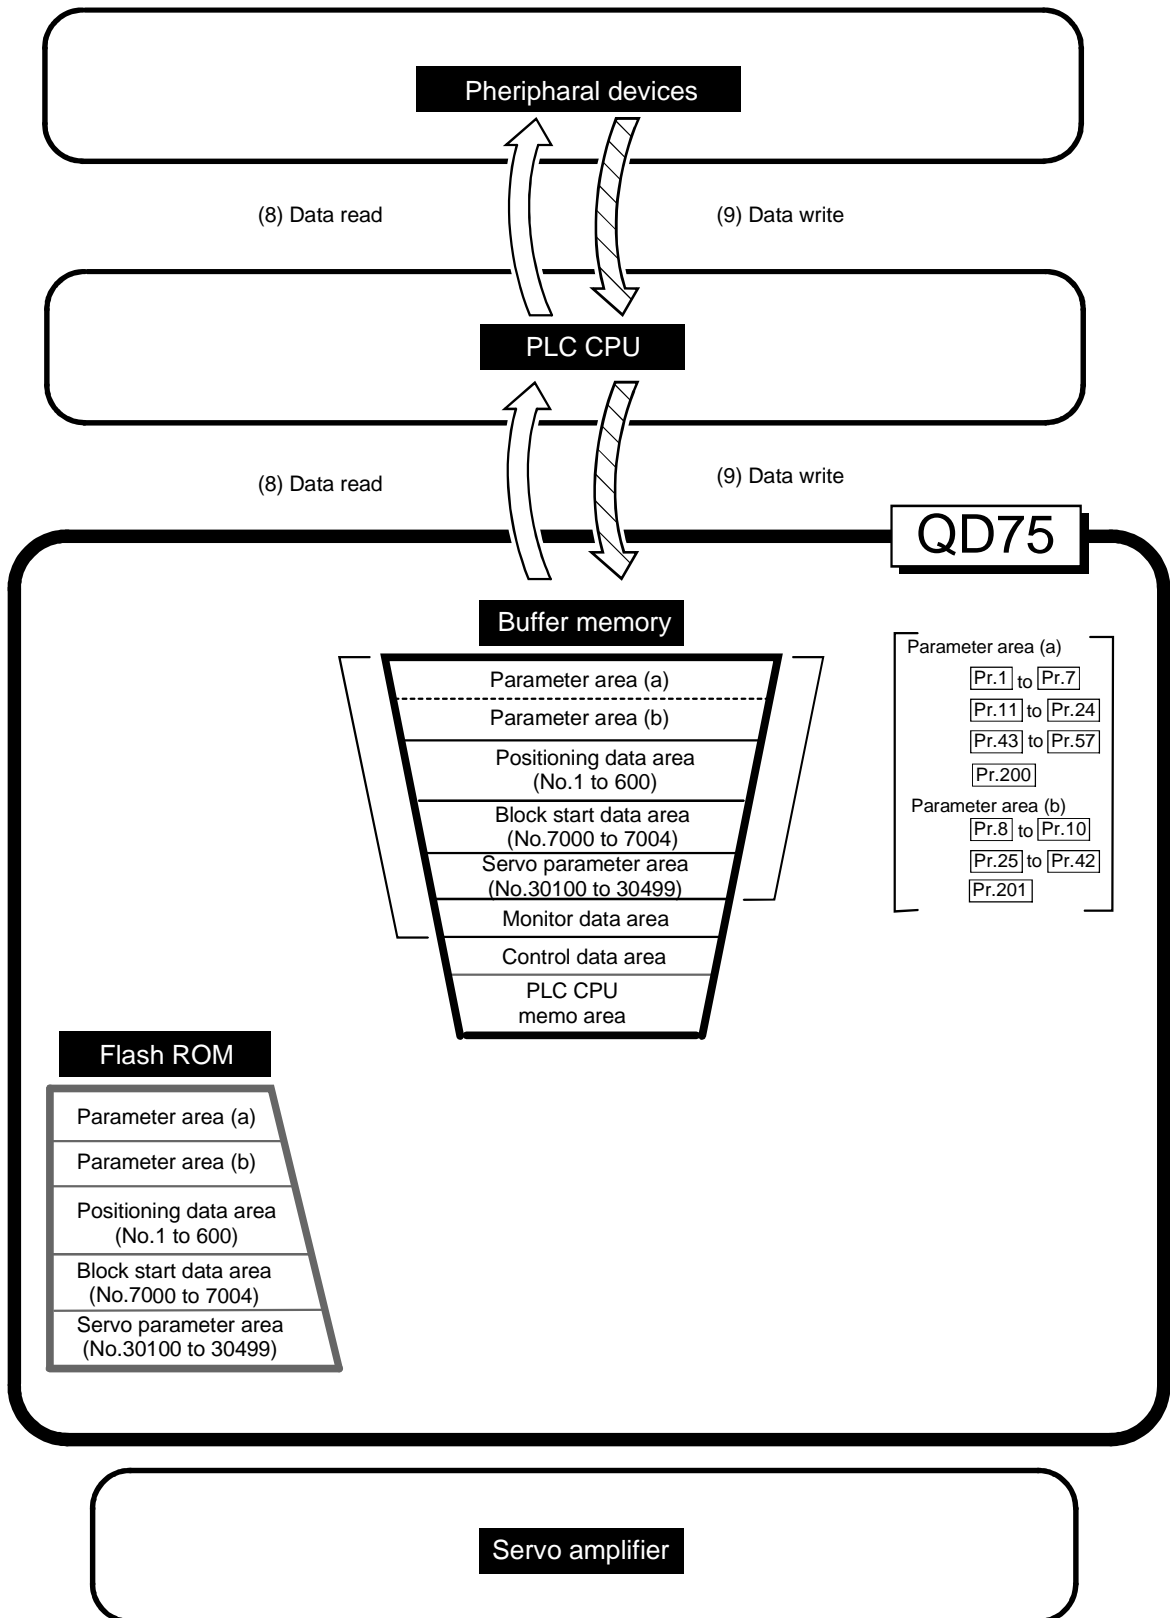 Pheripharal devices
(8) Data read
(9) Data write
PLC CPU
(8) Data read
(9) Data write
QD75
Buffer memory
Parameter area (a)
Parameter area (b)
Positioning data area
(No.1 to 600)
Block start data area
(No.7000 to 7004)
Servo parameter area
(No.30100 to 30499)
Monitor data area
Control data area
PLC CPU
memo area
Parameter area (a)
Pr.1 to Pr.7
Pr.11 to Pr.24
Pr.43 to Pr.57
Pr.200
Parameter area (b)
Pr.8 to Pr.10
Pr.25 to Pr.42
Pr.201
Flash ROM
Parameter area (a)
Parameter area (b)
Positioning data area
(No.1 to 600)
Block start data area
(No.7000 to 7004)
Servo parameter area
(No.30100 to 30499)
Servo amplifier